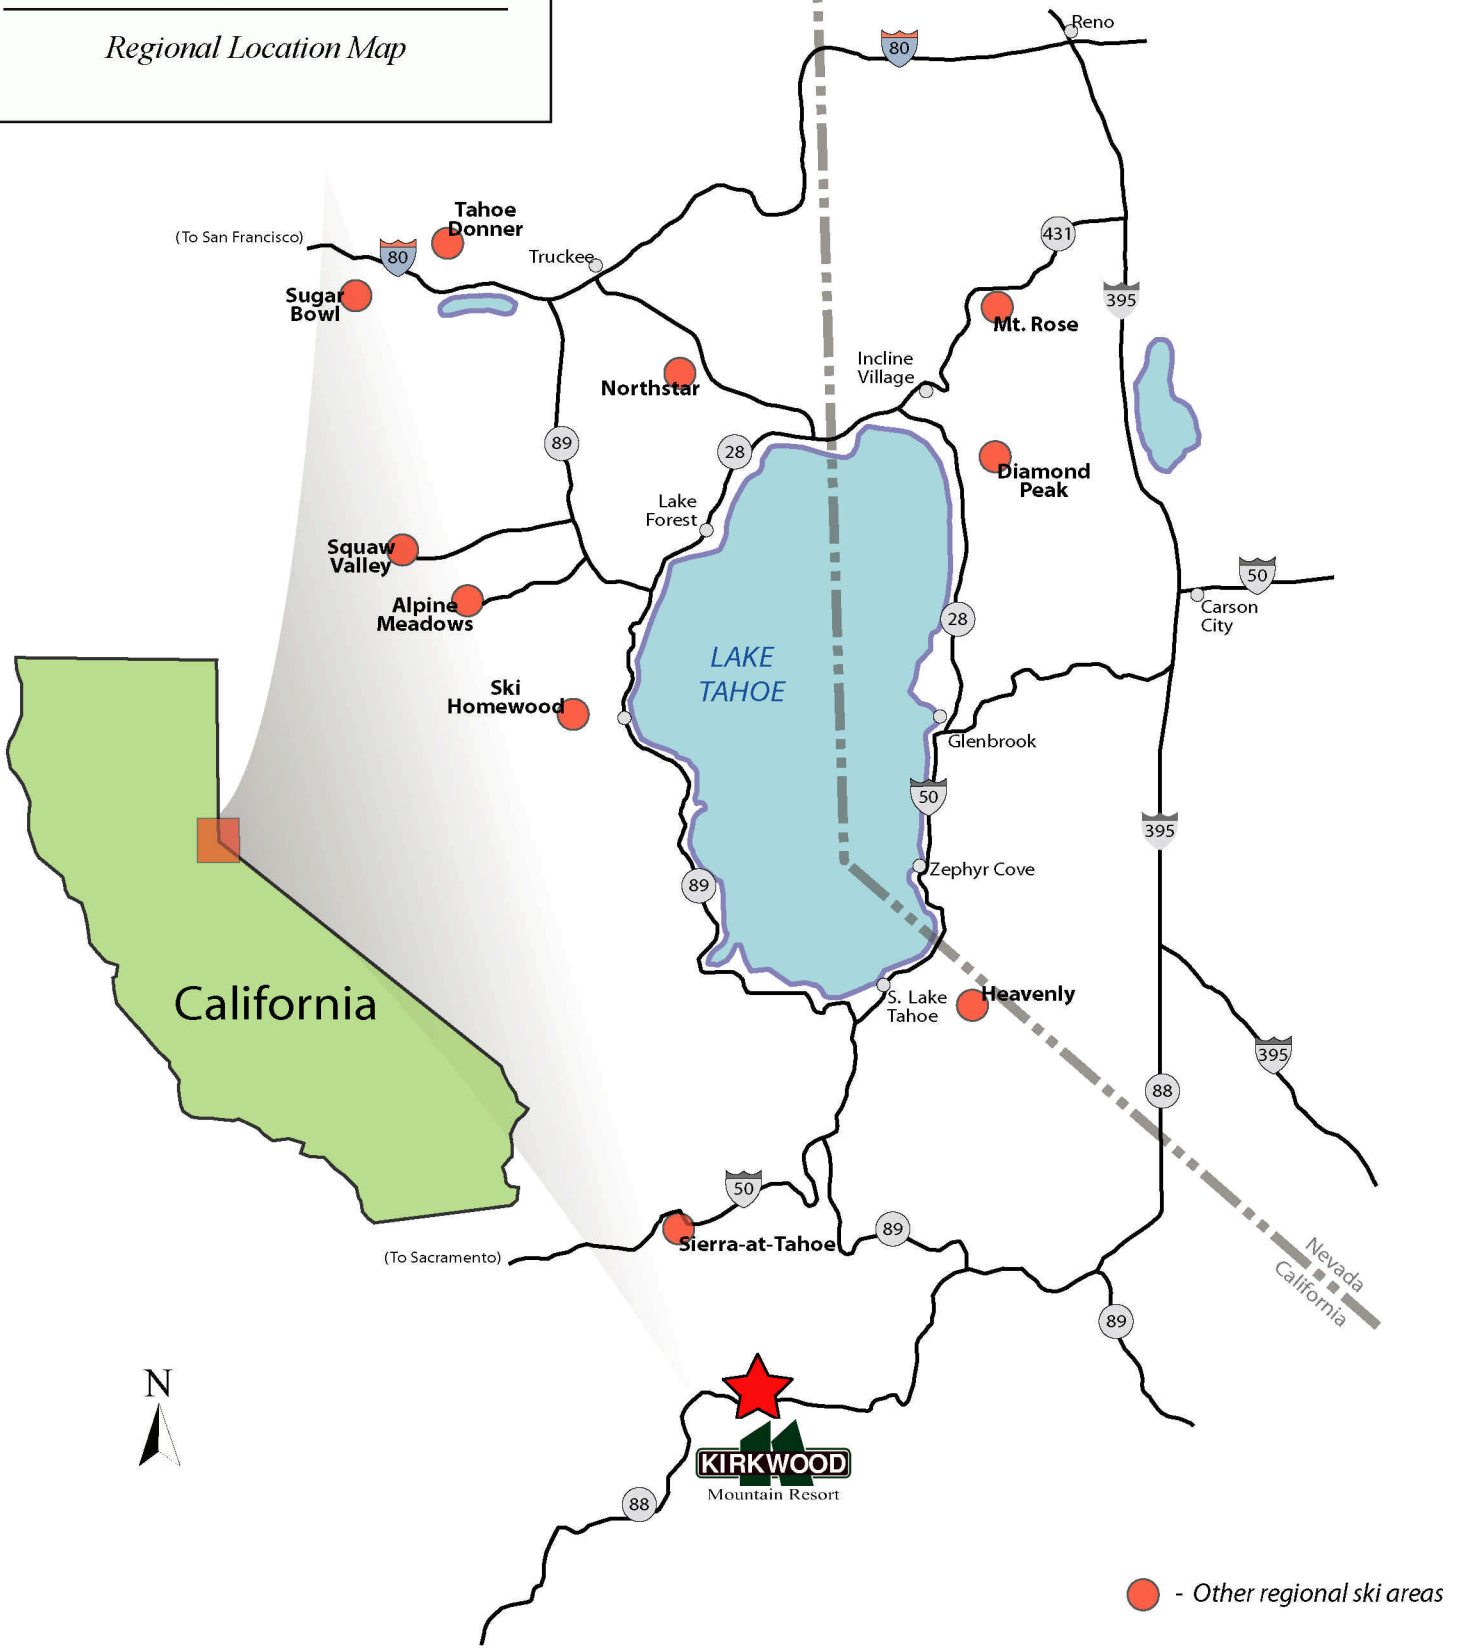 Regional Location Map
Reno
80
Tahoe
Donner
(To San Francisco)
80
Truckee
431
Sugar
Bowl
395
Mt. Rose
Incline
Village
Northstar
89
28
Diamond
Peak
Lake
Forest
Squaw
Valley
50
Alpine
Meadows
Carson
City
28
LAKE
TAHOE
Ski
Homewood
Glenbrook
50
395
Zephyr Cove
89
California
Heavenly
S. Lake
Tahoe
395
88
50
89
Sierra-at-Tahoe
(To Sacramento)
Nevada
California
89
N
KIRKWOOD
Mountain Resort
88
- Other regional ski areas